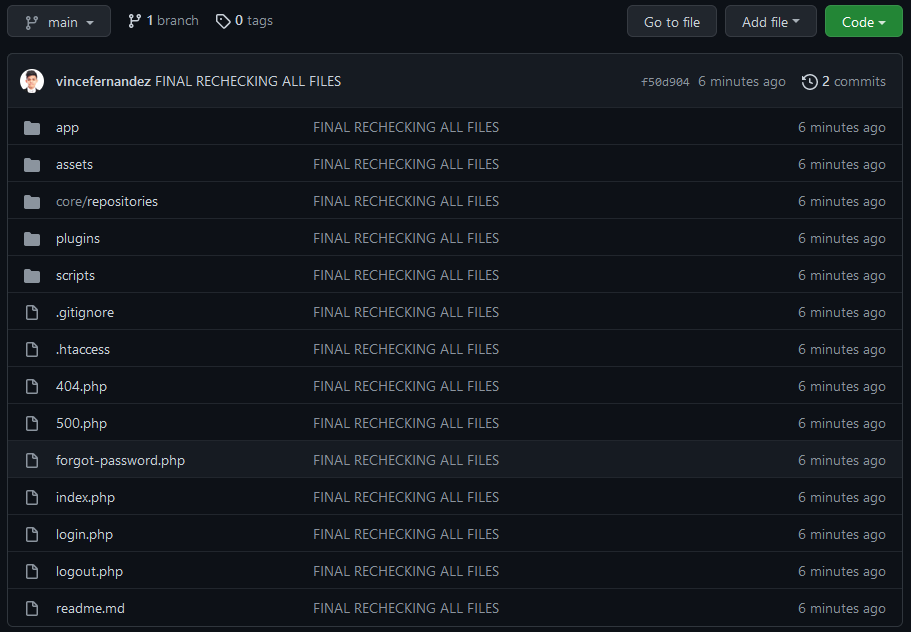 main 1 branch 0 tags Go to file Add file Code
vincefernandez FINAL RECHECKING ALL FILES f50d904 6 minutes ago 2 commits
app FINAL RECHECKING ALL FILES 6 minutes ago
assets FINAL RECHECKING ALL FILES 6 minutes ago
core/repositories FINAL RECHECKING ALL FILES 6 minutes ago
plugins FINAL RECHECKING ALL FILES 6 minutes ago
scripts FINAL RECHECKING ALL FILES 6 minutes ago
.gitignore FINAL RECHECKING ALL FILES 6 minutes ago
.htaccess FINAL RECHECKING ALL FILES 6 minutes ago
404.php FINAL RECHECKING ALL FILES 6 minutes ago
500.php FINAL RECHECKING ALL FILES 6 minutes ago
forgot-password.php FINAL RECHECKING ALL FILES 6 minutes ago
index.php FINAL RECHECKING ALL FILES 6 minutes ago
login.php FINAL RECHECKING ALL FILES 6 minutes ago
logout.php FINAL RECHECKING ALL FILES 6 minutes ago
readme.md FINAL RECHECKING ALL FILES 6 minutes ago